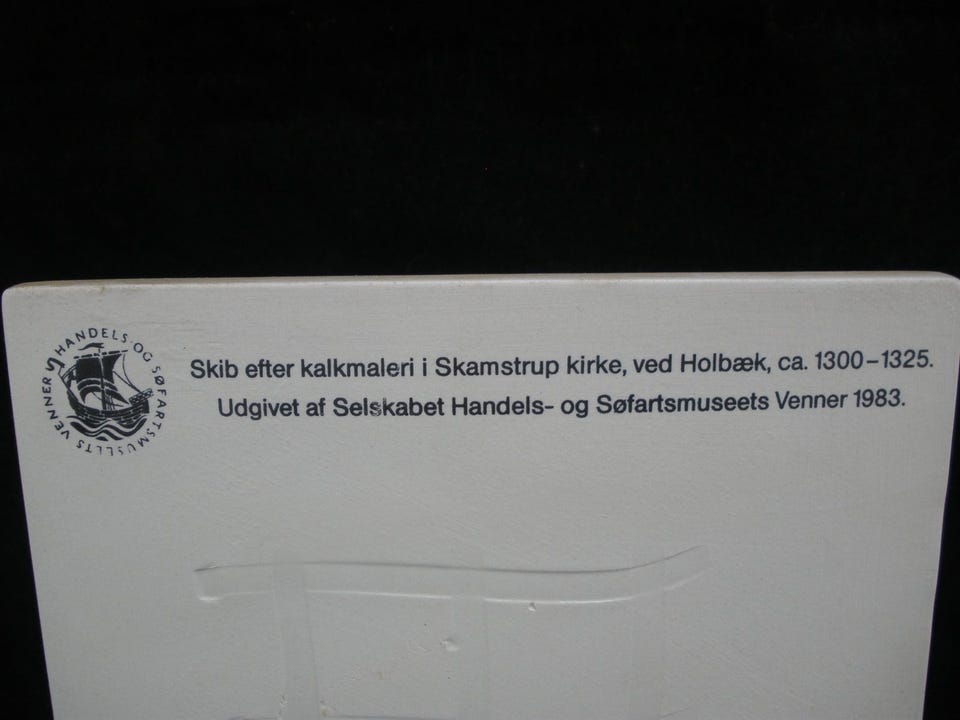 HANDELS OG SØFARTSMUSEETS VENNER
Skib efter kalkmaleri i Skamstrup kirke, ved Holbæk, ca. 1300–1325.
Udgivet af Selskabet Handels- og Søfartsmuseets Venner 1983.